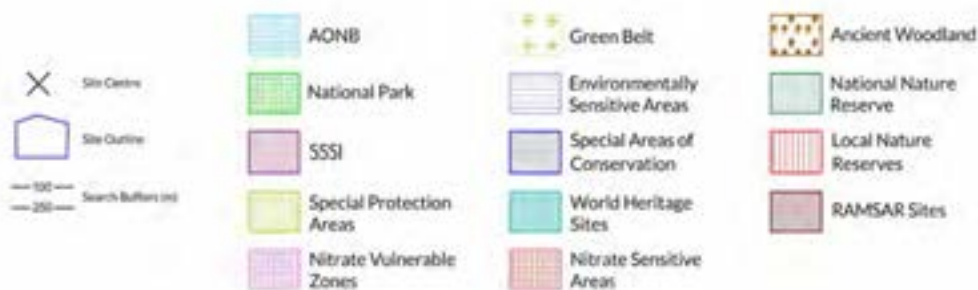 Site Centre
Site Outline
100
250
Search Buffers (m)
AONB
National Park
SSSI
Special Protection
Areas
Nitrate Vulnerable
Zones
Green Belt
Environmentally
Sensitive Areas
Special Areas of
Conservation
World Heritage
Sites
Nitrate Sensitive
Areas
Ancient Woodland
National Nature
Reserve
Local Nature
Reserves
RAMSAR Sites